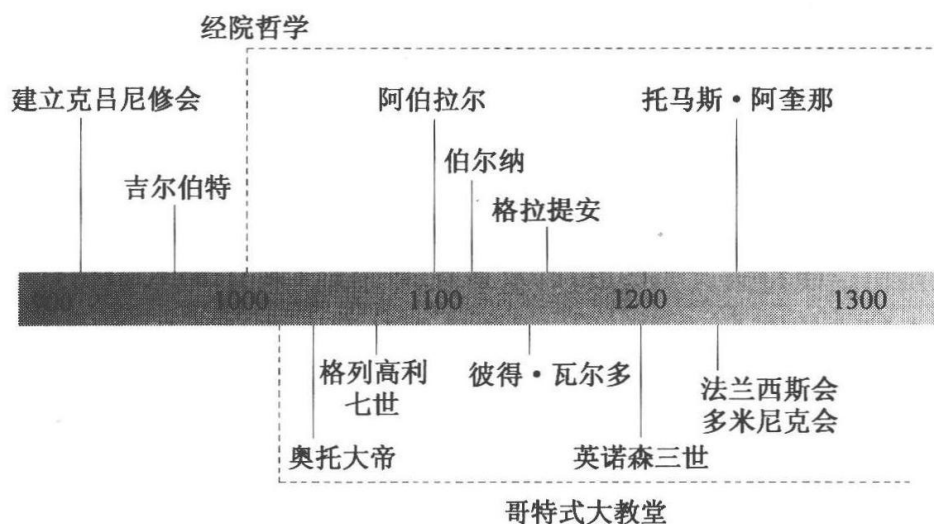 经院哲学
建立克吕尼修会
阿伯拉尔
托马斯·阿奎那
伯尔纳
吉尔伯特
格拉提安
900 1000 1100 1200 1300
格列高利
七世
彼得·瓦尔多
法兰西斯会
多米尼克会
奥托大帝
英诺森三世
哥特式大教堂